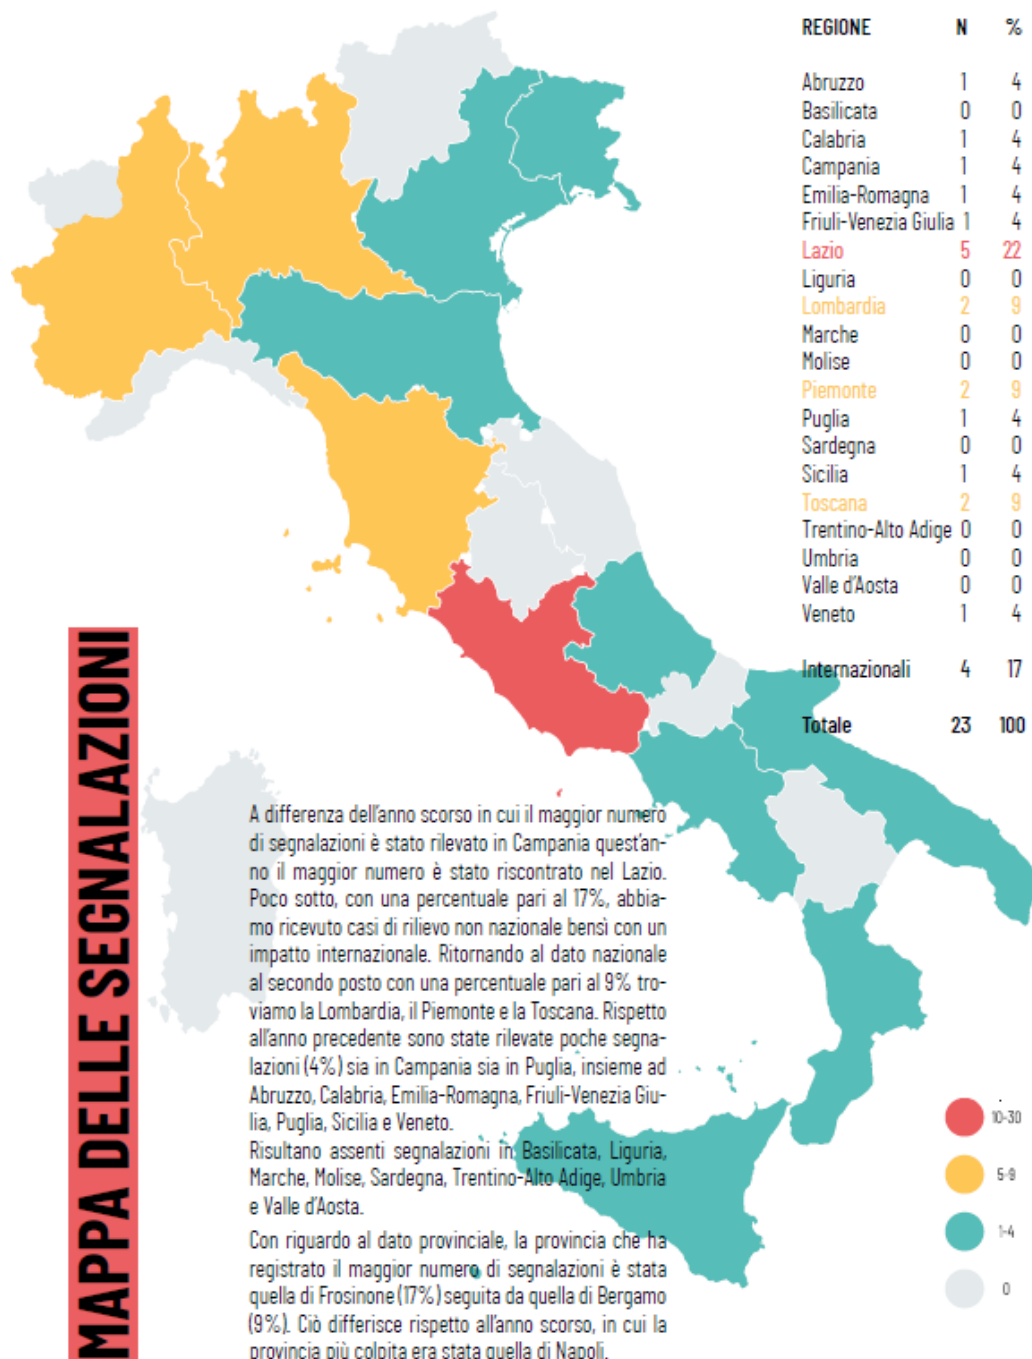 REGIONE N %
Abruzzo 1 4
Basilicata 0 0
Calabria 1 4
Campania 1 4
Emilia-Romagna 1 4
Friuli-Venezia Giulia 1 4
Lazio 5 22
Liguria 0 0
Lombardia 2 9
Marche 0 0
Molise 0 0
Piemonte 2 9
Puglia 1 4
Sardegna 0 0
Sicilia 1 4
Toscana 2 9
Trentino-Alto Adige 0 0
Umbria 0 0
Valle d'Aosta 0 0
Veneto 1 4
Internazionali 4 17
Totale 23 100
MAPPA DELLE SEGNALAZIONI
A differenza dell'anno scorso in cui il maggior numero
di segnalazioni è stato rilevato in Campania quest'an-
no il maggior numero è stato riscontrato nel Lazio.
Poco sotto, con una percentuale pari al 17%, abbia-
mo ricevuto casi di rilievo non nazionale bensì con un
impatto internazionale. Ritornando al dato nazionale
al secondo posto con una percentuale pari al 9% tro-
viamo la Lombardia, il Piemonte e la Toscana. Rispetto
all'anno precedente sono state rilevate poche segna-
lazioni (4%) sia in Campania sia in Puglia, insieme ad
Abruzzo, Calabria, Emilia-Romagna, Friuli-Venezia Giu-
lia, Puglia, Sicilia e Veneto.
Risultano assenti segnalazioni in Basilicata, Liguria,
Marche, Molise, Sardegna, Trentino-Alto Adige, Umbria
e Valle d'Aosta.
Con riguardo al dato provinciale, la provincia che ha
registrato il maggior numero di segnalazioni è stata
quella di Frosinone (17%) seguita da quella di Bergamo
(9%). Ciò differisce rispetto all'anno scorso, in cui la
provincia più colpita era stata quella di Napoli.
10-30
5-9
1-4
0